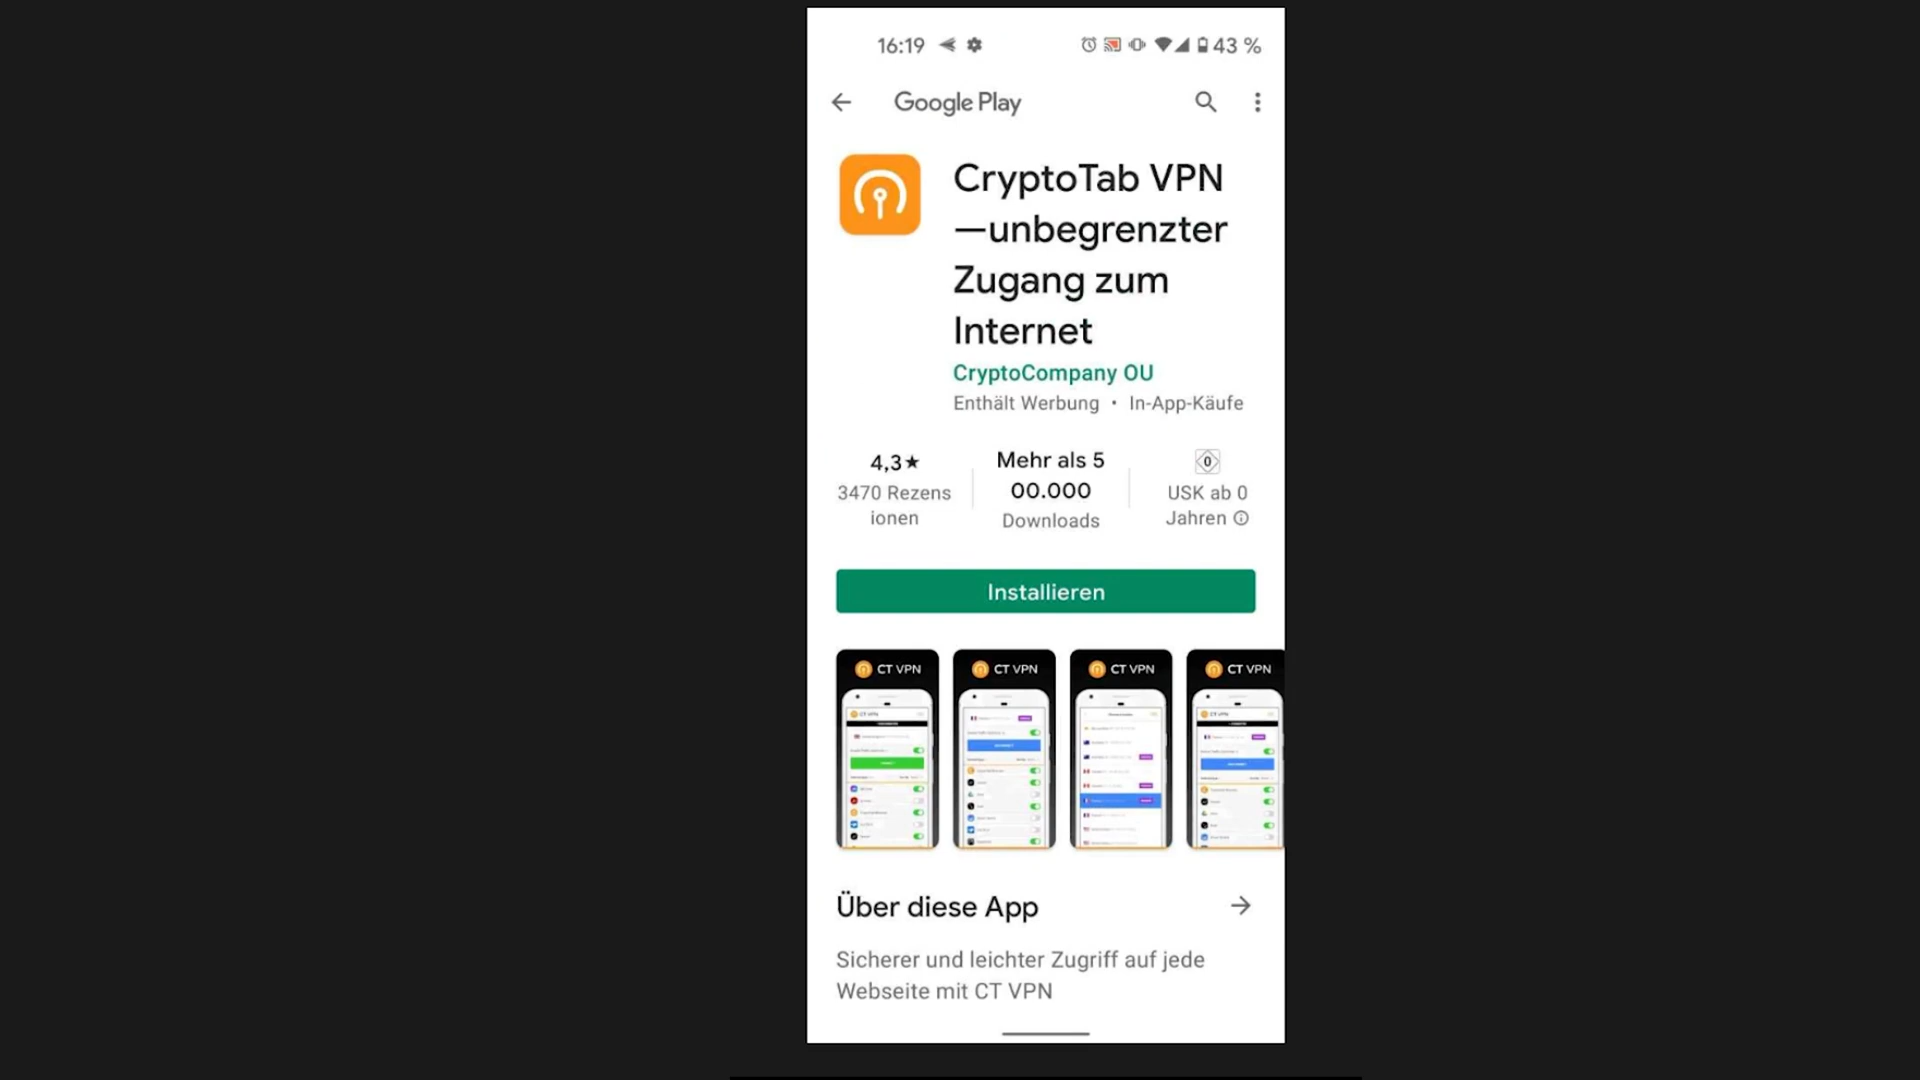 16:19
43 %
Google Play
CryptoTab VPN
—unbegrenzter
Zugang zum
Internet
CryptoCompany OU
Enthält Werbung • In-App-Käufe
4,3★
3470 Rezens
ionen
Mehr als 5
00.000
Downloads
0
USK ab 0
Jahren
Installieren
CT VPN
CT VPN
CT VPN
CT VPN
Über diese App
Sicherer und leichter Zugriff auf jede
Webseite mit CT VPN